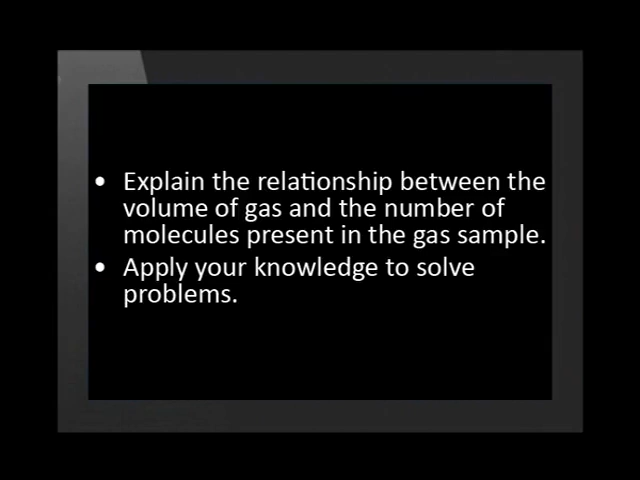 • Explain the relationship between the
volume of gas and the number of
molecules present in the gas sample.
• Apply your knowledge to solve
problems.